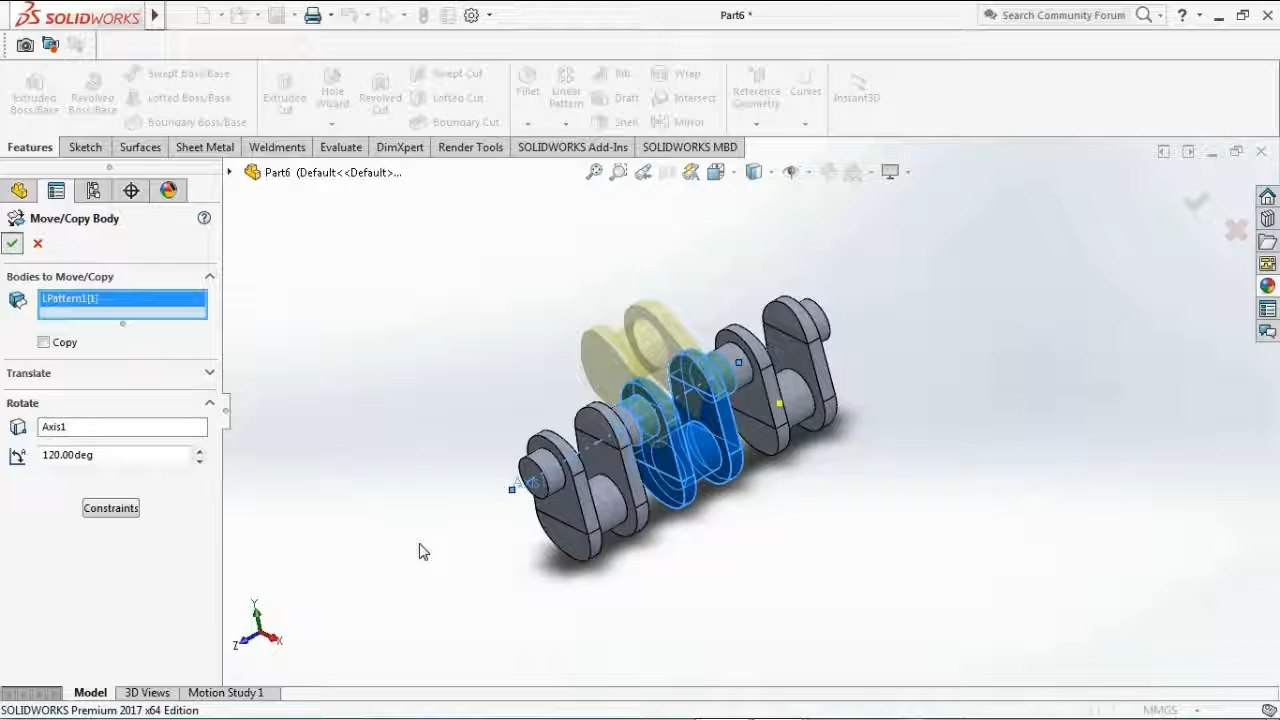 SOLIDWORKS
Part6 *
Search Community Forum
?
Extruded Boss/Base
Revolved Boss/Base
Swept Boss/Base
Lofted Boss/Base
Boundary Boss/Base
Extruded Cut
Hole Wizard
Revolved Cut
Swept Cut
Lofted Cut
Boundary Cut
Fillet
Linear Pattern
Rib
Draft
Shell
Wrap
Intersect
Mirror
Reference Geometry
Curves
Instant3D
Features
Sketch
Surfaces
Sheet Metal
Weldments
Evaluate
DimXpert
Render Tools
SOLIDWORKS Add-Ins
SOLIDWORKS MBD
Part6 (Default<<Default>...
Move/Copy Body
?
Bodies to Move/Copy
LPattern1[1]
Copy
Translate
Rotate
Axis1
120.00deg
Constraints
Axis
Y
Z
X
Model
3D Views
Motion Study 1
SOLIDWORKS Premium 2017 x64 Edition
MMGS